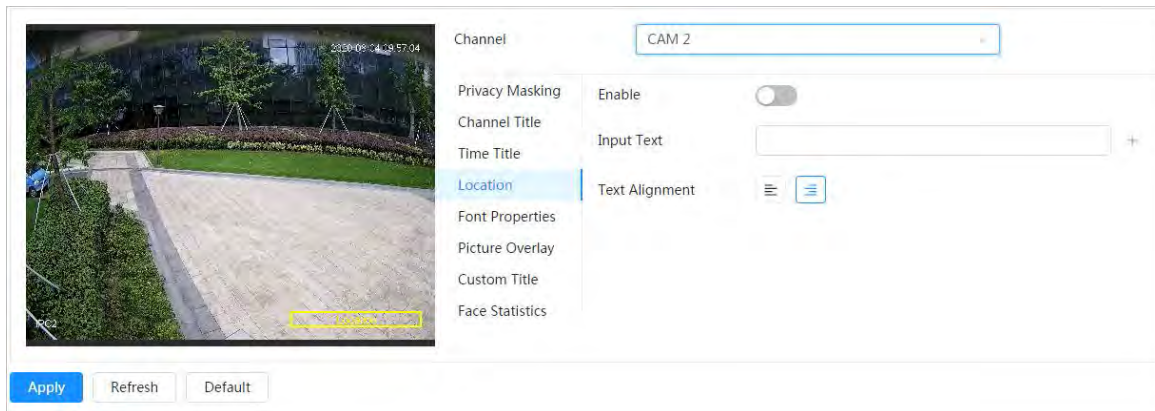 Channel
CAM 2
Privacy Masking
Channel Title
Time Title
Location
Font Properties
Picture Overlay
Custom Title
Face Statistics
Enable
Input Text
+
Text Alignment
IPC2
Apply
Refresh
Default